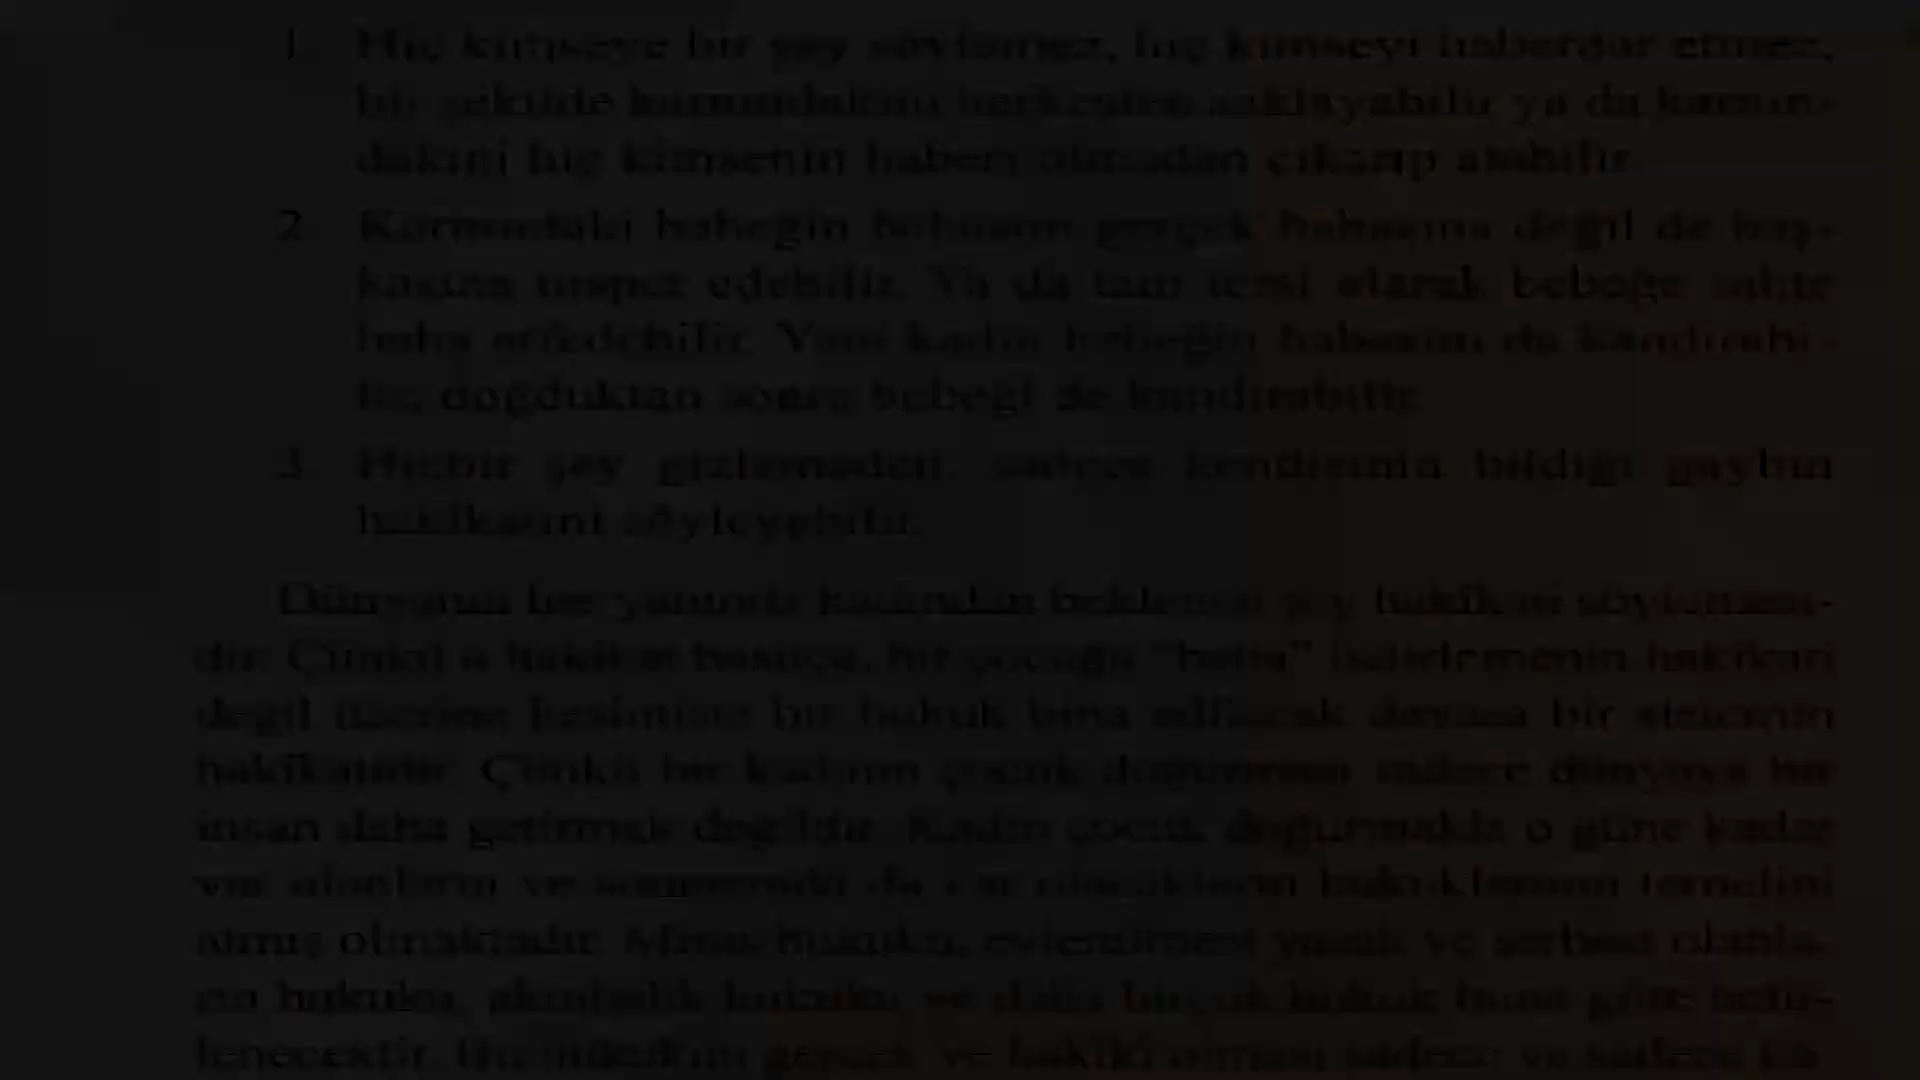 1. Hiç kimseye bir şey söylemez, hiç kimseyi haberdar etmez,
bir şekilde karnındakini herkesten saklayabilir ya da karnın-
dakini hiç kimsenin haberi olmadan çıkarıp atabilir.
2. Karnındaki bebeğin babasını gerçek babasına değil de baş-
kasına nispet edebilir. Ya da tam tersi olarak bebeğe sahte
baba atfedebilir. Yani kadın bebeğin babasını da kandırabi-
lir, doğduktan sonra bebeği de kandırabilir.
3. Hiçbir şey gizlemeden, sadece kendisinin bildiği gaybın
hakikatini söyleyebilir.
Dünyanın her yanında kadından beklenen şey hakikati söylemesi-
dir. Çünkü o hakikat basitçe, bir çocuğa "baba" belirlemenin hakikati
değil üzerine kesintisiz bir hukuk bina edilecek devasa bir sistemin
hakikatidir. Çünkü bir kadının çocuk doğurması sadece dünyaya bir
insan daha getirmek değildir. Kadın çocuk doğurmakla o güne kadar
var olanların ve sonrasında da var olacakların hukuklarının temelini
atmış olmaktadır. Miras hukuku, evlenilmesi yasak ve serbest olanla-
rın hukuku, akrabalık hukuku ve daha birçok hukuk buna göre belir-
lenecektir. Bu hukukun gerçek ve hakiki olması sadece ve sadece